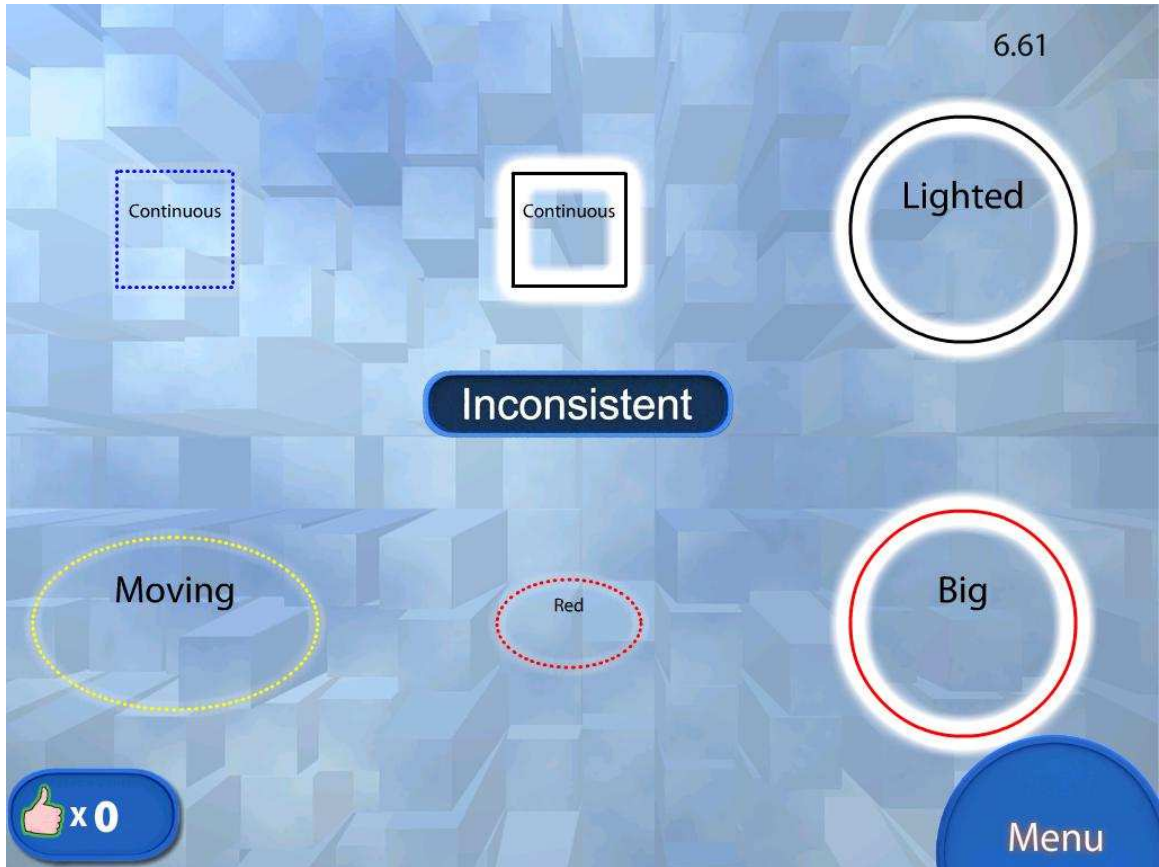 6.61
Continuous
Continuous
Lighted
Inconsistent
Moving
Red
Big
x 0
Menu